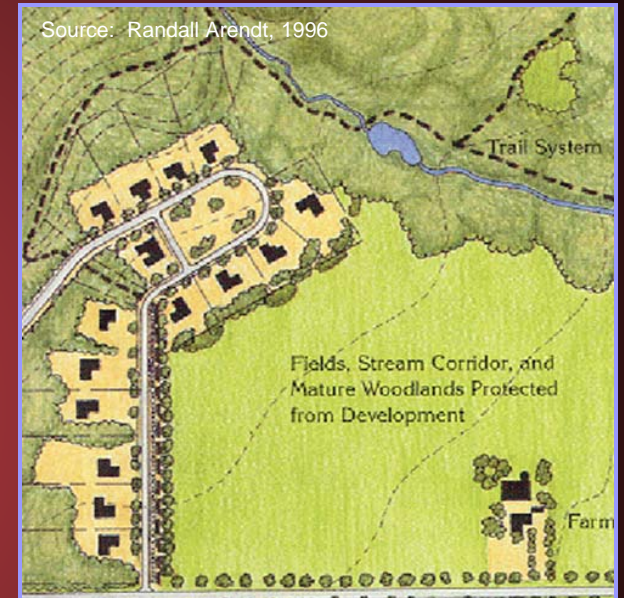 Source:  Randall Arendt, 1996
Trail System
Fields, Stream Corridor, and
Mature Woodlands Protected
from Development
Farm